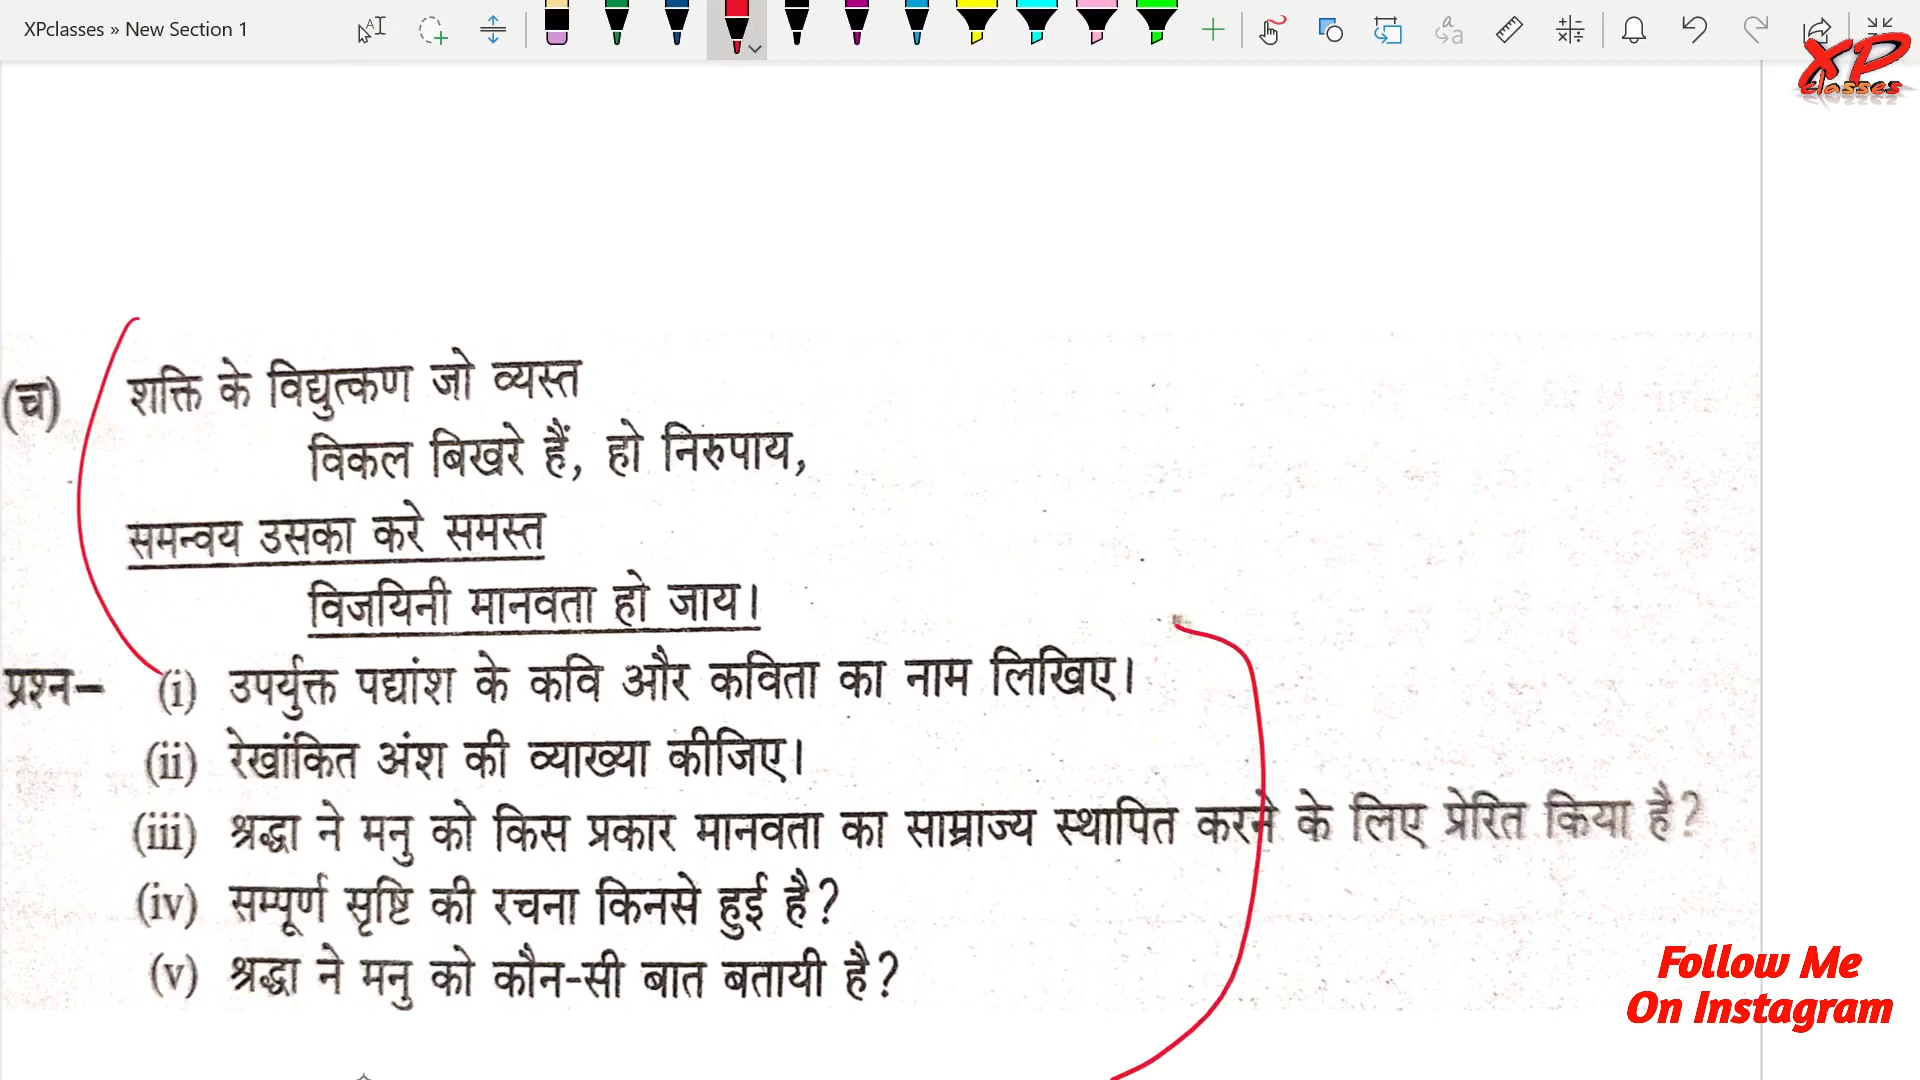 XPclasses » New Section 1
XP
classes
(च) शक्ति के विद्युत्कण जो व्यस्त
विकल बिखरे हैं, हो निरुपाय,
समन्वय उसका करे समस्त
विजयिनी मानवता हो जाय।
प्रश्न– (i) उपर्युक्त पद्यांश के कवि और कविता का नाम लिखिए।
(ii) रेखांकित अंश की व्याख्या कीजिए।
(iii) श्रद्धा ने मनु को किस प्रकार मानवता का साम्राज्य स्थापित करने के लिए प्रेरित किया है?
(iv) सम्पूर्ण सृष्टि की रचना किनसे हुई है?
(v) श्रद्धा ने मनु को कौन-सी बात बतायी है?
Follow Me
On Instagram